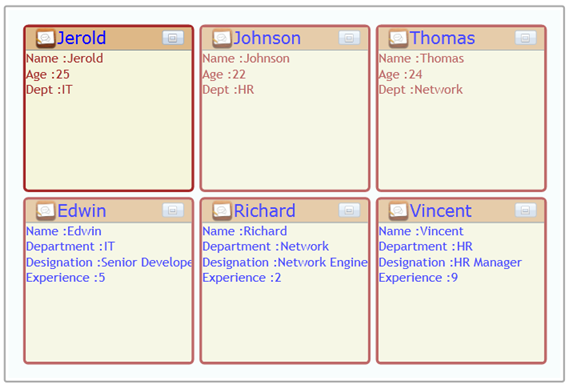 Jerold
Name :Jerold
Age :25
Dept :IT
Johnson
Name :Johnson
Age :22
Dept :HR
Thomas
Name :Thomas
Age :24
Dept :Network
Edwin
Name :Edwin
Department :IT
Designation :Senior Develope
Experience :5
Richard
Name :Richard
Department :Network
Designation :Network Engine
Experience :2
Vincent
Name :Vincent
Department :HR
Designation :HR Manager
Experience :9